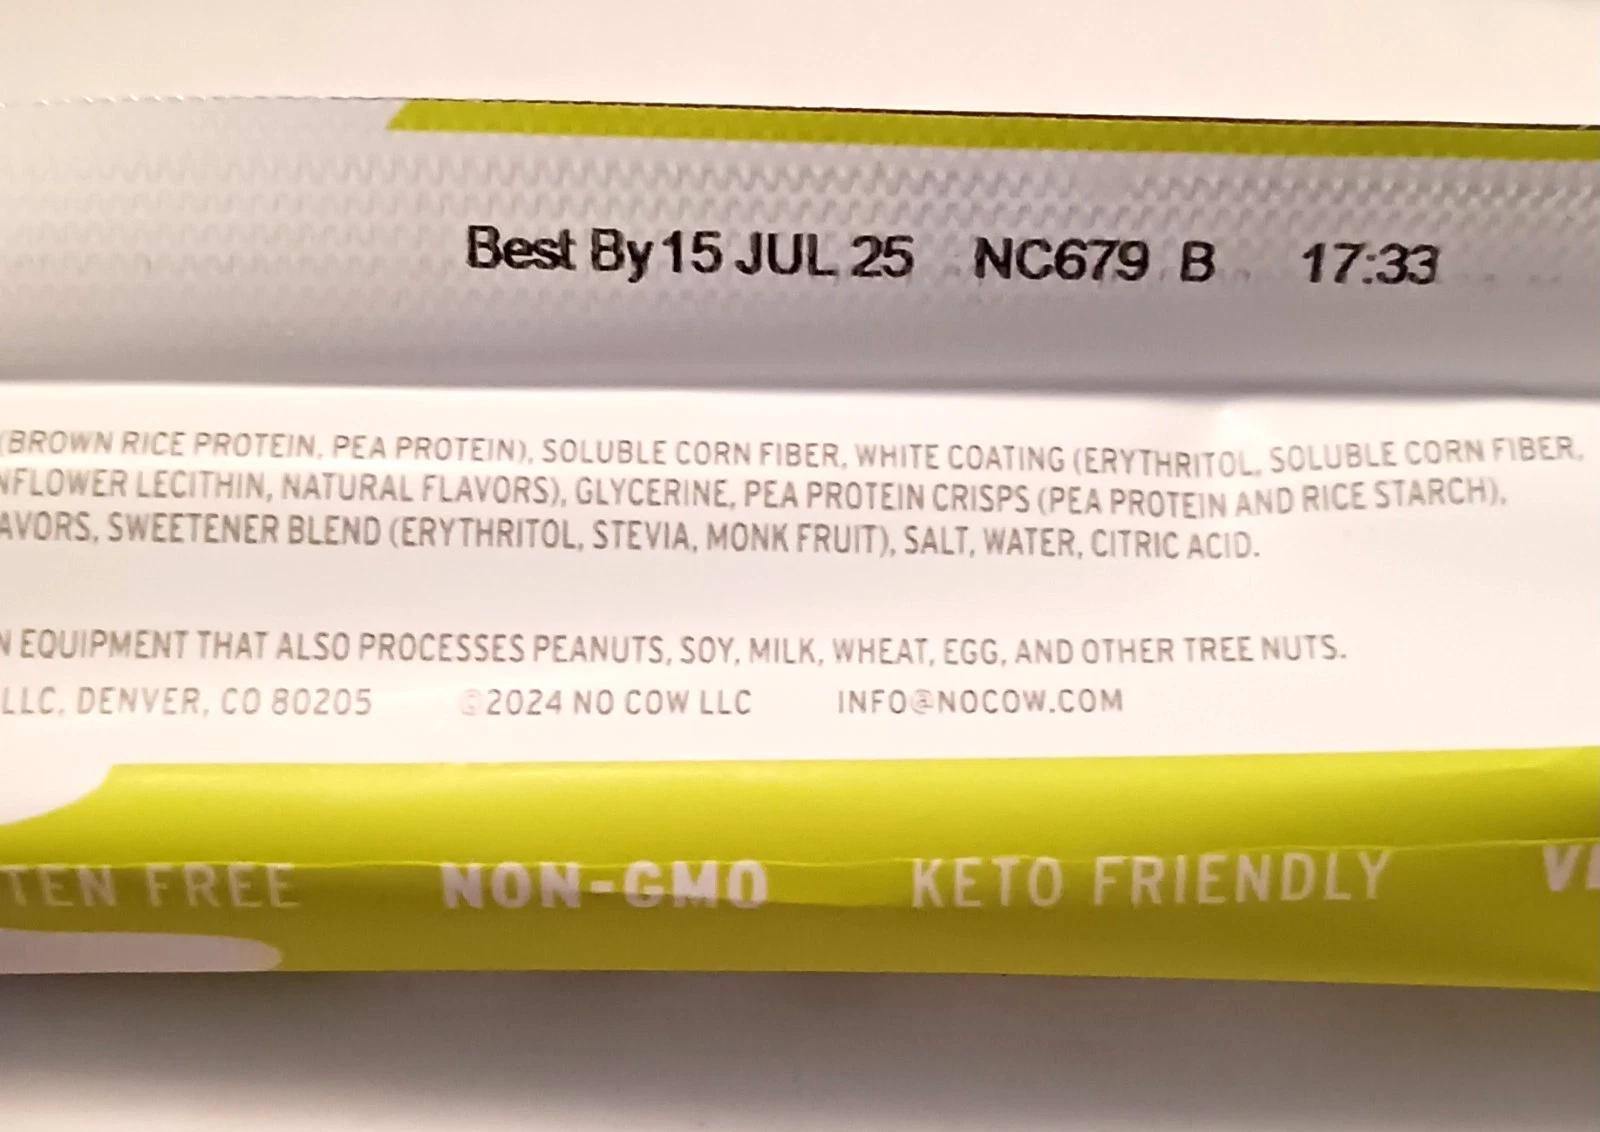 Best By 15 JUL 25 NC679 B 17:33
(BROWN RICE PROTEIN, PEA PROTEIN), SOLUBLE CORN FIBER, WHITE COATING (ERYTHRITOL, SOLUBLE CORN FIBER,
NFLOWER LECITHIN, NATURAL FLAVORS), GLYCERINE, PEA PROTEIN CRISPS (PEA PROTEIN AND RICE STARCH),
AVORS, SWEETENER BLEND (ERYTHRITOL, STEVIA, MONK FRUIT), SALT, WATER, CITRIC ACID.
N EQUIPMENT THAT ALSO PROCESSES PEANUTS, SOY, MILK, WHEAT, EGG, AND OTHER TREE NUTS.
LLC, DENVER, CO 80205 ©2024 NO COW LLC INFO@NOCOW.COM
TEN FREE NON-GMO KETO FRIENDLY